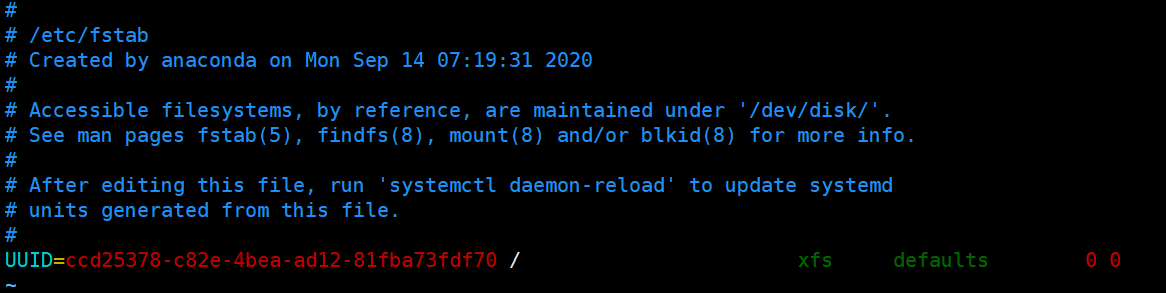 #
# /etc/fstab
# Created by anaconda on Mon Sep 14 07:19:31 2020
#
# Accessible filesystems, by reference, are maintained under '/dev/disk/'.
# See man pages fstab(5), findfs(8), mount(8) and/or blkid(8) for more info.
#
# After editing this file, run 'systemctl daemon-reload' to update systemd
# units generated from this file.
#
UUID=ccd25378-c82e-4bea-ad12-81fba73fdf70 /                       xfs     defaults        0 0
~